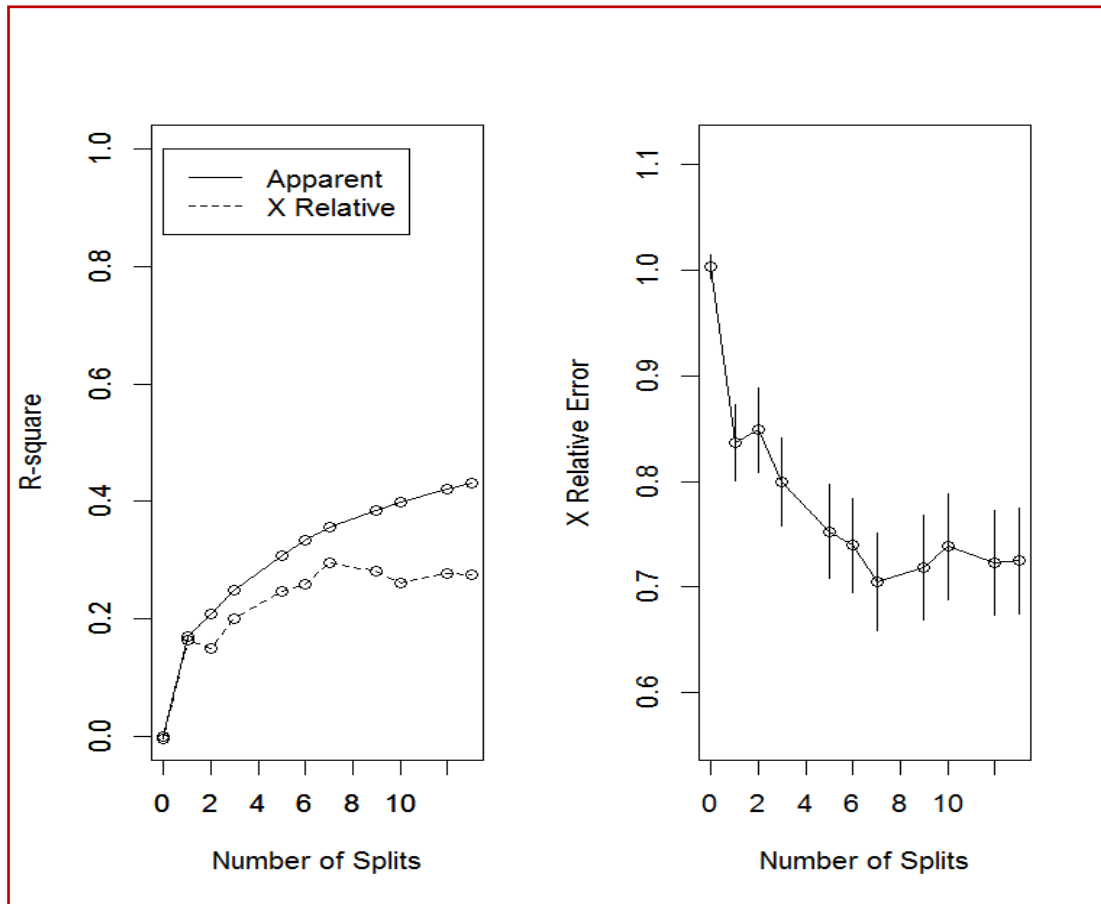 R-square
1.0
0.8
0.6
0.4
0.2
0.0
Apparent
X Relative
0 2 4 6 8 10
Number of Splits
X Relative Error
1.1
1.0
0.9
0.8
0.7
0.6
0 2 4 6 8 10
Number of Splits